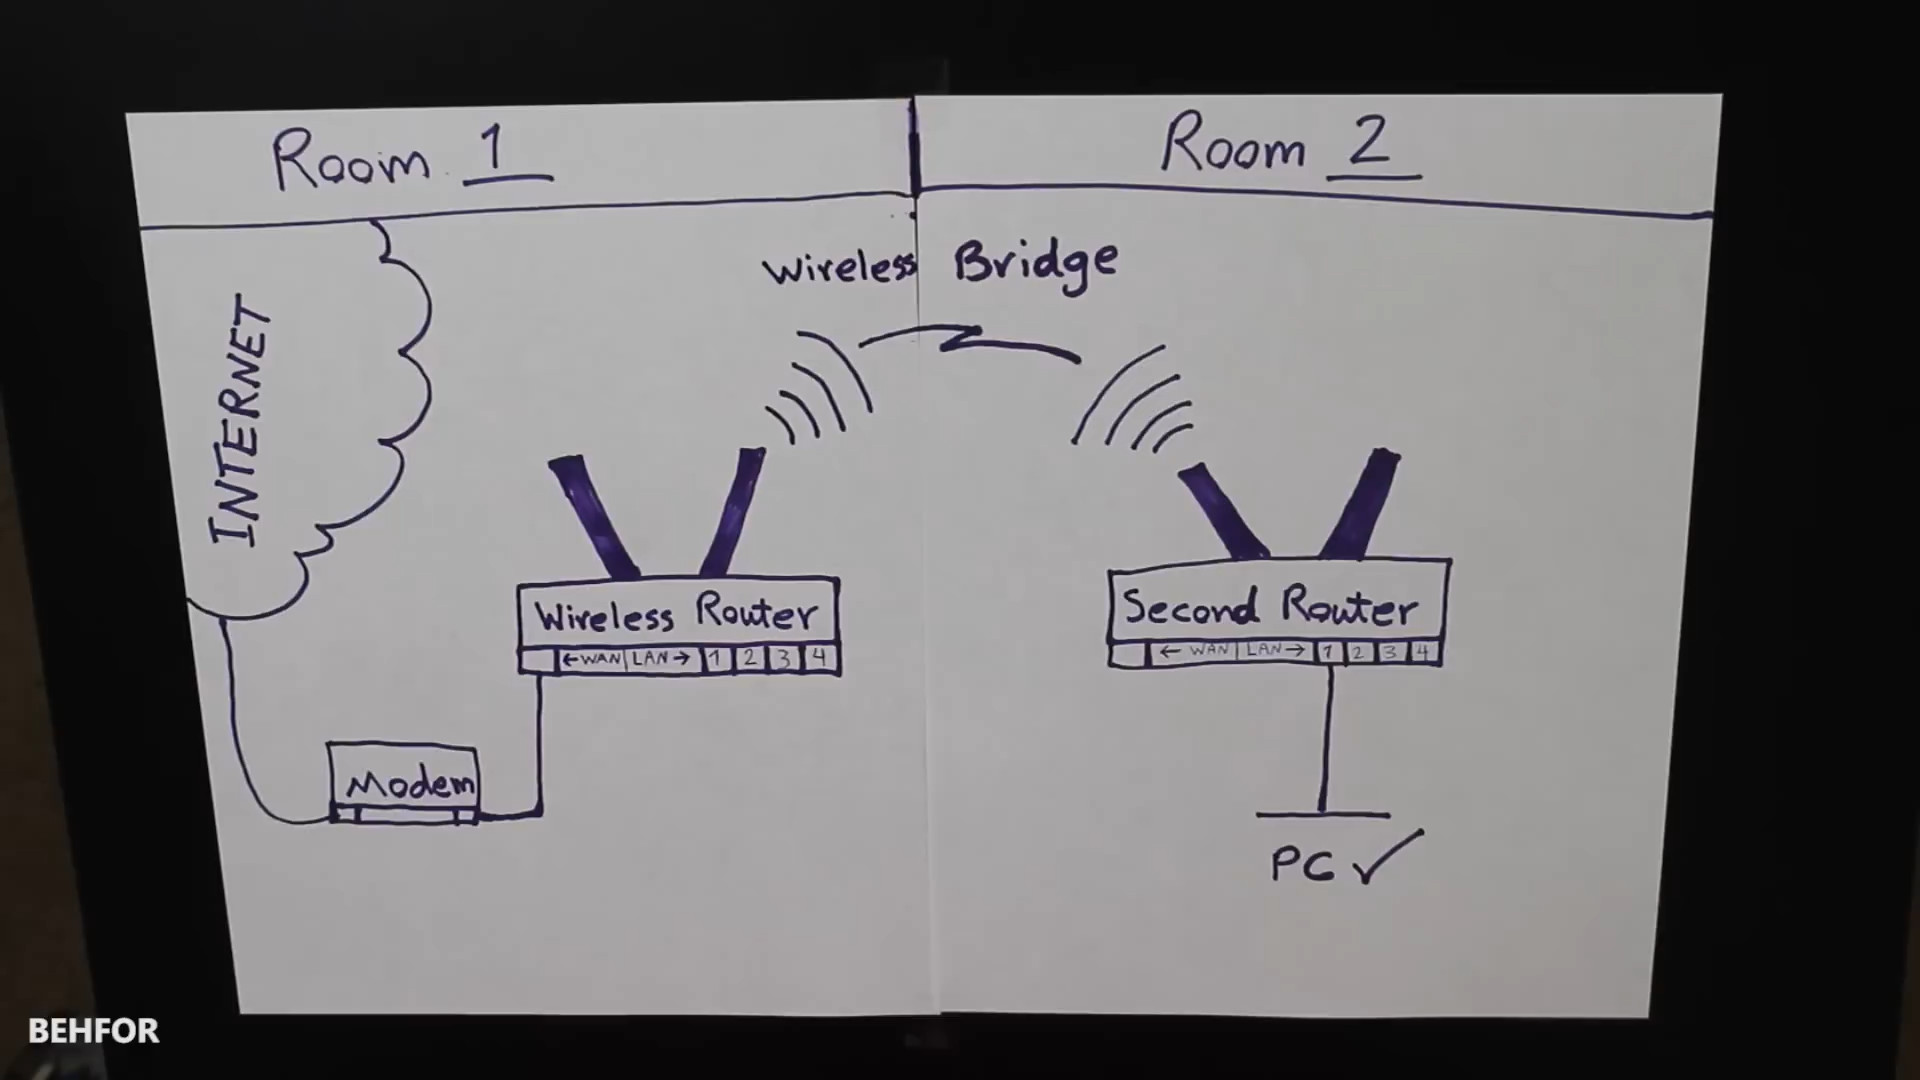 Room 1
Room 2
Wireless Bridge
INTERNET
Wireless Router
←WAN|LAN→ 1 2 3 4
Second Router
← WAN|LAN→ 1 2 3 4
Modem
PC ✓
BEHFOR